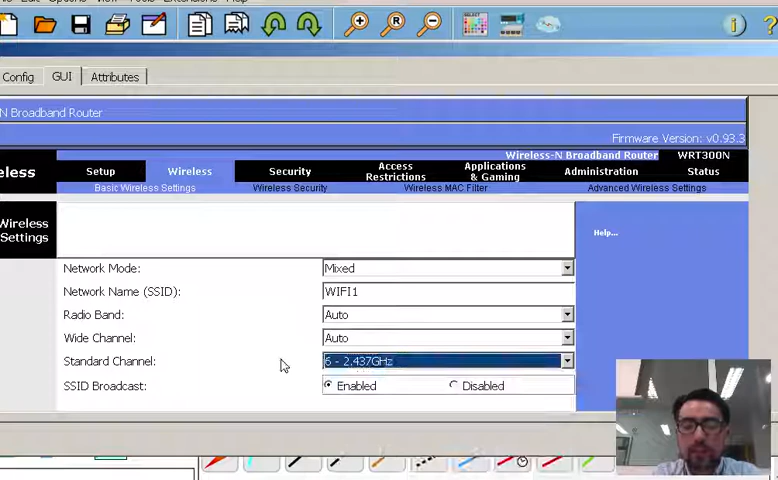 Config GUI Attributes
N Broadband Router
Firmware Version: v0.93.3
Wireless-N Broadband Router WRT300N
eless Setup Wireless Security Access Restrictions Applications & Gaming Administration Status
Basic Wireless Settings Wireless Security Wireless MAC Filter Advanced Wireless Settings
Wireless
Settings
Help...
Network Mode: Mixed
Network Name (SSID): WIFI1
Radio Band: Auto
Wide Channel: Auto
Standard Channel: 6 - 2.437GHz
SSID Broadcast: Enabled Disabled